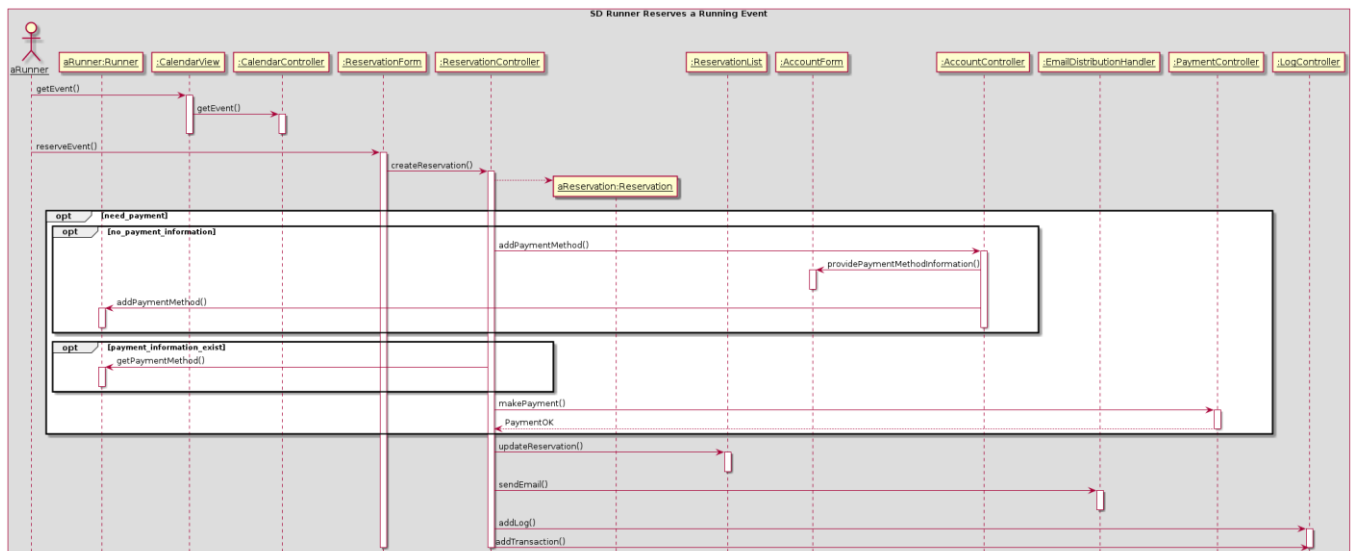 SD Runner Reserves a Running Event
aRunner
aRunner:Runner
:CalendarView
:CalendarController
:ReservationForm
:ReservationController
:ReservationList
:AccountForm
:AccountController
:EmailDistributionHandler
:PaymentController
:LogController
getEvent()
getEvent()
reserveEvent()
createReservation()
aReservation:Reservation
opt [need_payment]
opt [no_payment_information]
addPaymentMethod()
providePaymentMethodInformation()
addPaymentMethod()
opt [payment_information_exist]
getPaymentMethod()
makePayment()
PaymentOK
updateReservation()
sendEmail()
addLog()
addTransaction()